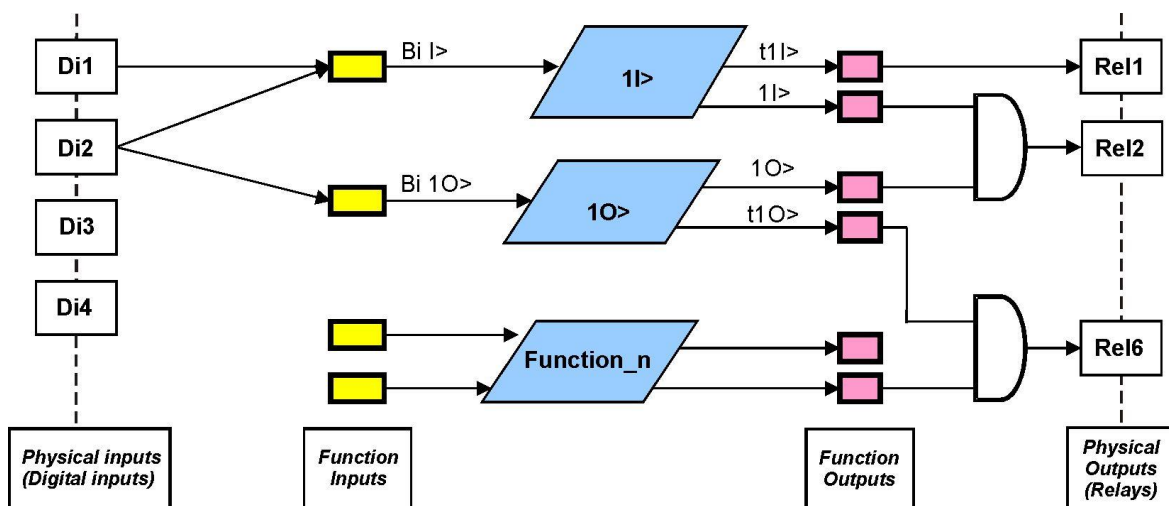 Di1
Bi I>
1I>
t1I>
1I>
Rel1
Di2
Rel2
Bi 1O>
1O>
1O>
t1O>
Di3
Di4
Function_n
Rel6
Physical inputs
(Digital inputs)
Function
Inputs
Function
Outputs
Physical
Outputs
(Relays)